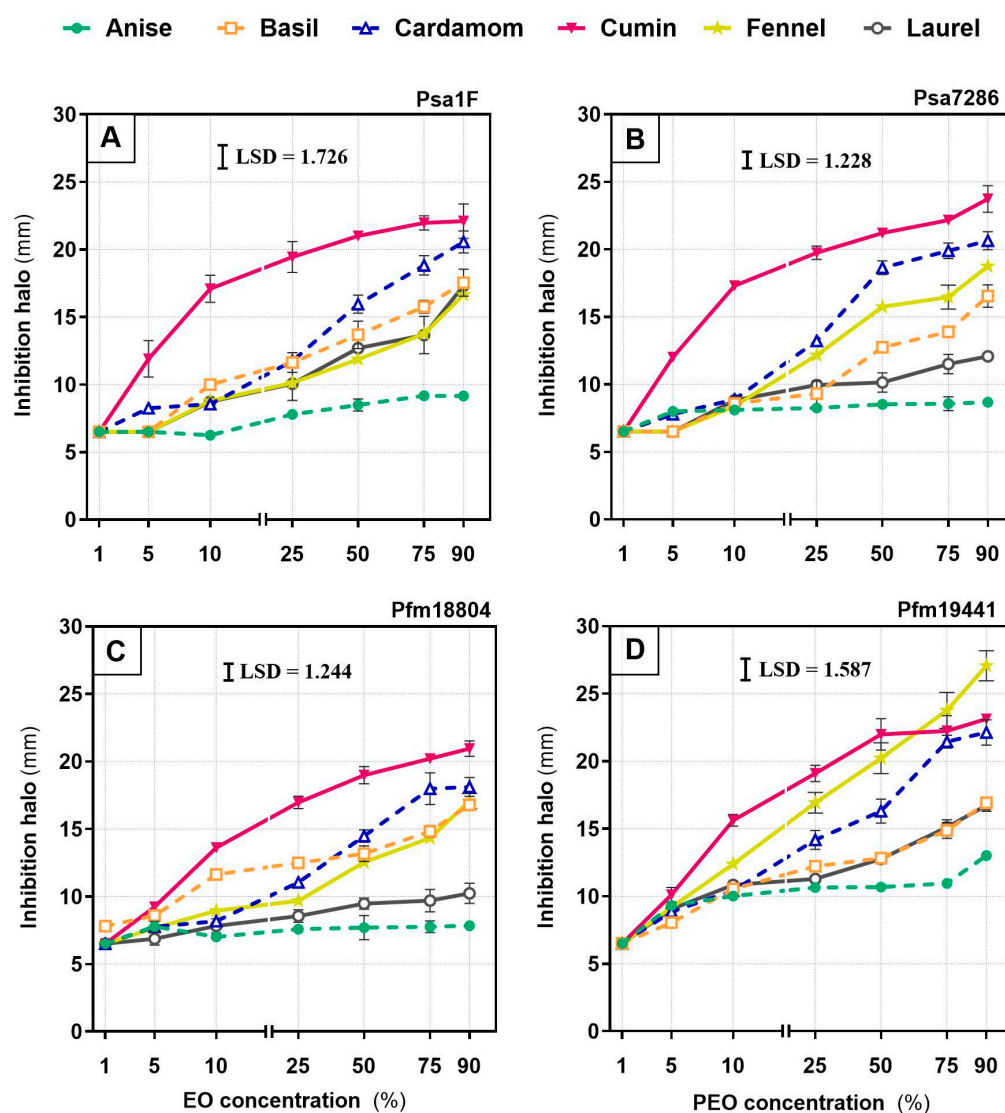 Anise Basil Cardamom Cumin Fennel Laurel
Psa1F
A
LSD = 1.726
Inhibition halo (mm)
30
25
20
15
10
5
0
1 5 10 25 50 75 90
Psa7286
B
LSD = 1.228
Inhibition halo (mm)
30
25
20
15
10
5
0
1 5 10 25 50 75 90
Pfm18804
C
LSD = 1.244
Inhibition halo (mm)
30
25
20
15
10
5
0
1 5 10 25 50 75 90
EO concentration (%)
Pfm19441
D
LSD = 1.587
Inhibition halo (mm)
30
25
20
15
10
5
0
1 5 10 25 50 75 90
PEO concentration (%)